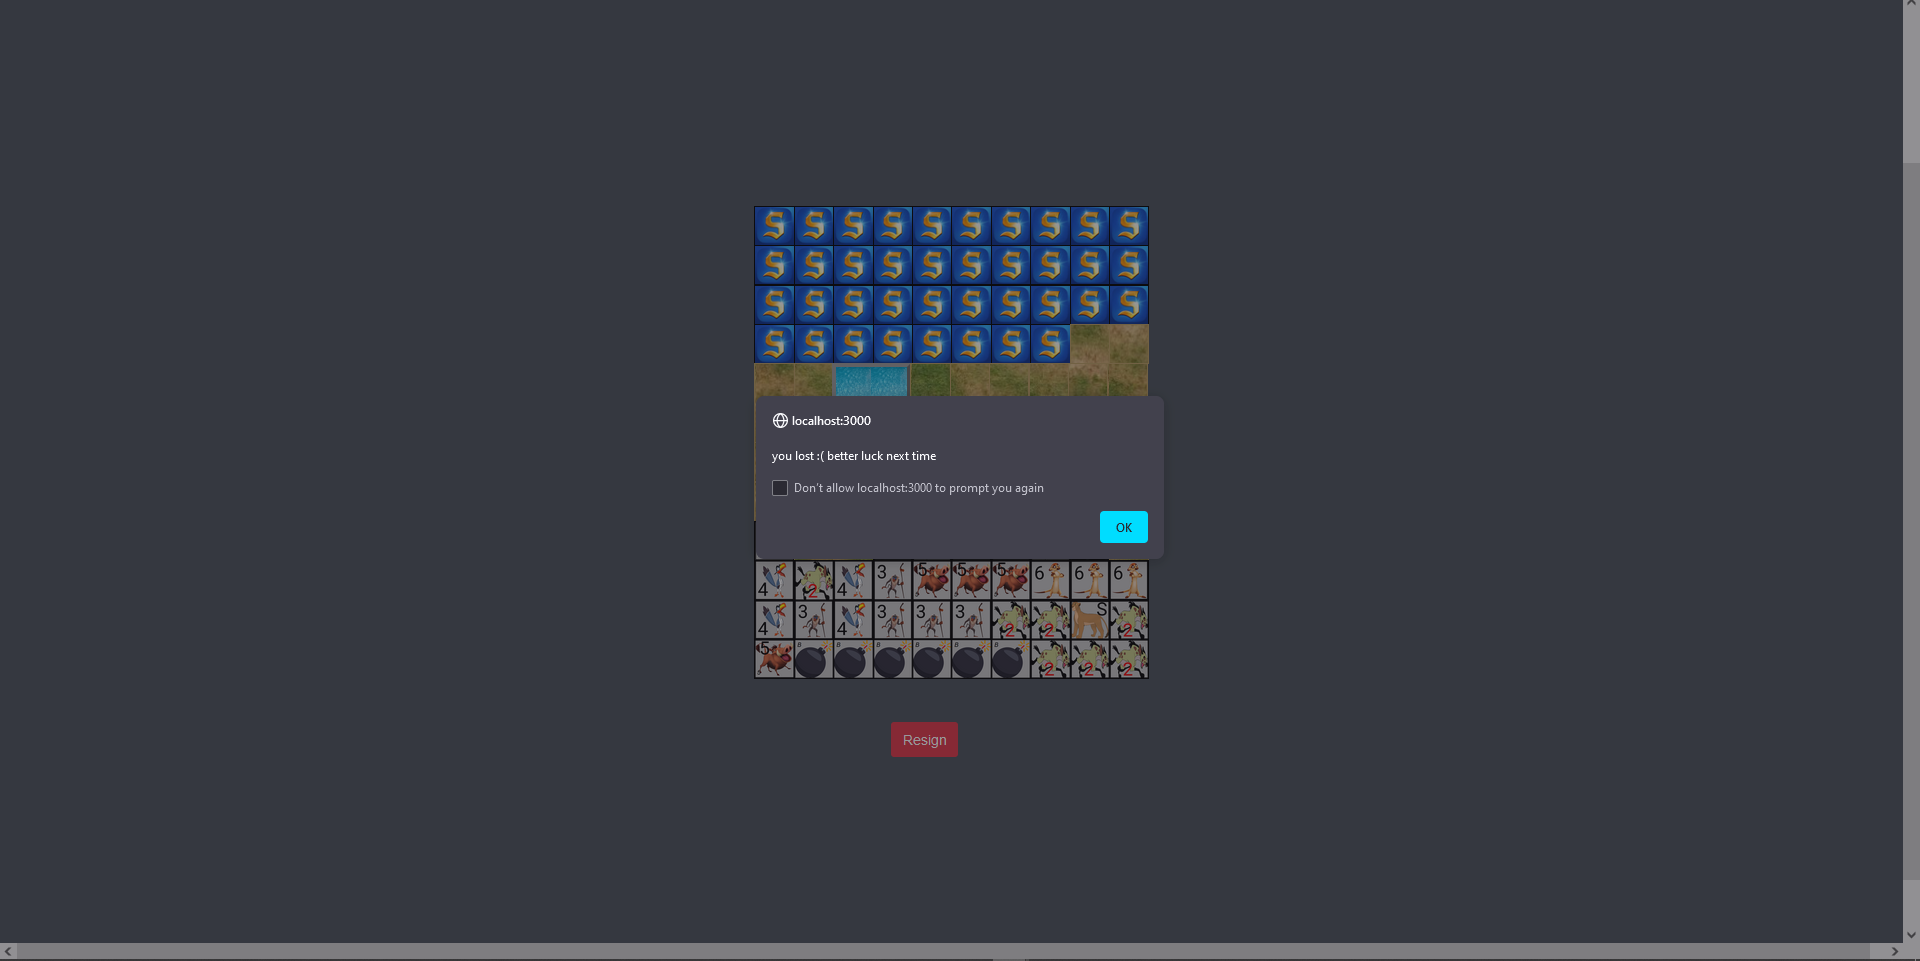 S S S S S S S S S S
S S S S S S S S S S
S S S S S S S S S S
S S S S S S S S
localhost:3000
you lost :( better luck next time
Don't allow localhost:3000 to prompt you again
OK
4 2 4 3 5 5 5 6 6 6
4 3 4 3 3 3 2 2 S 2
5 B B B B B B 2 2 2
Resign